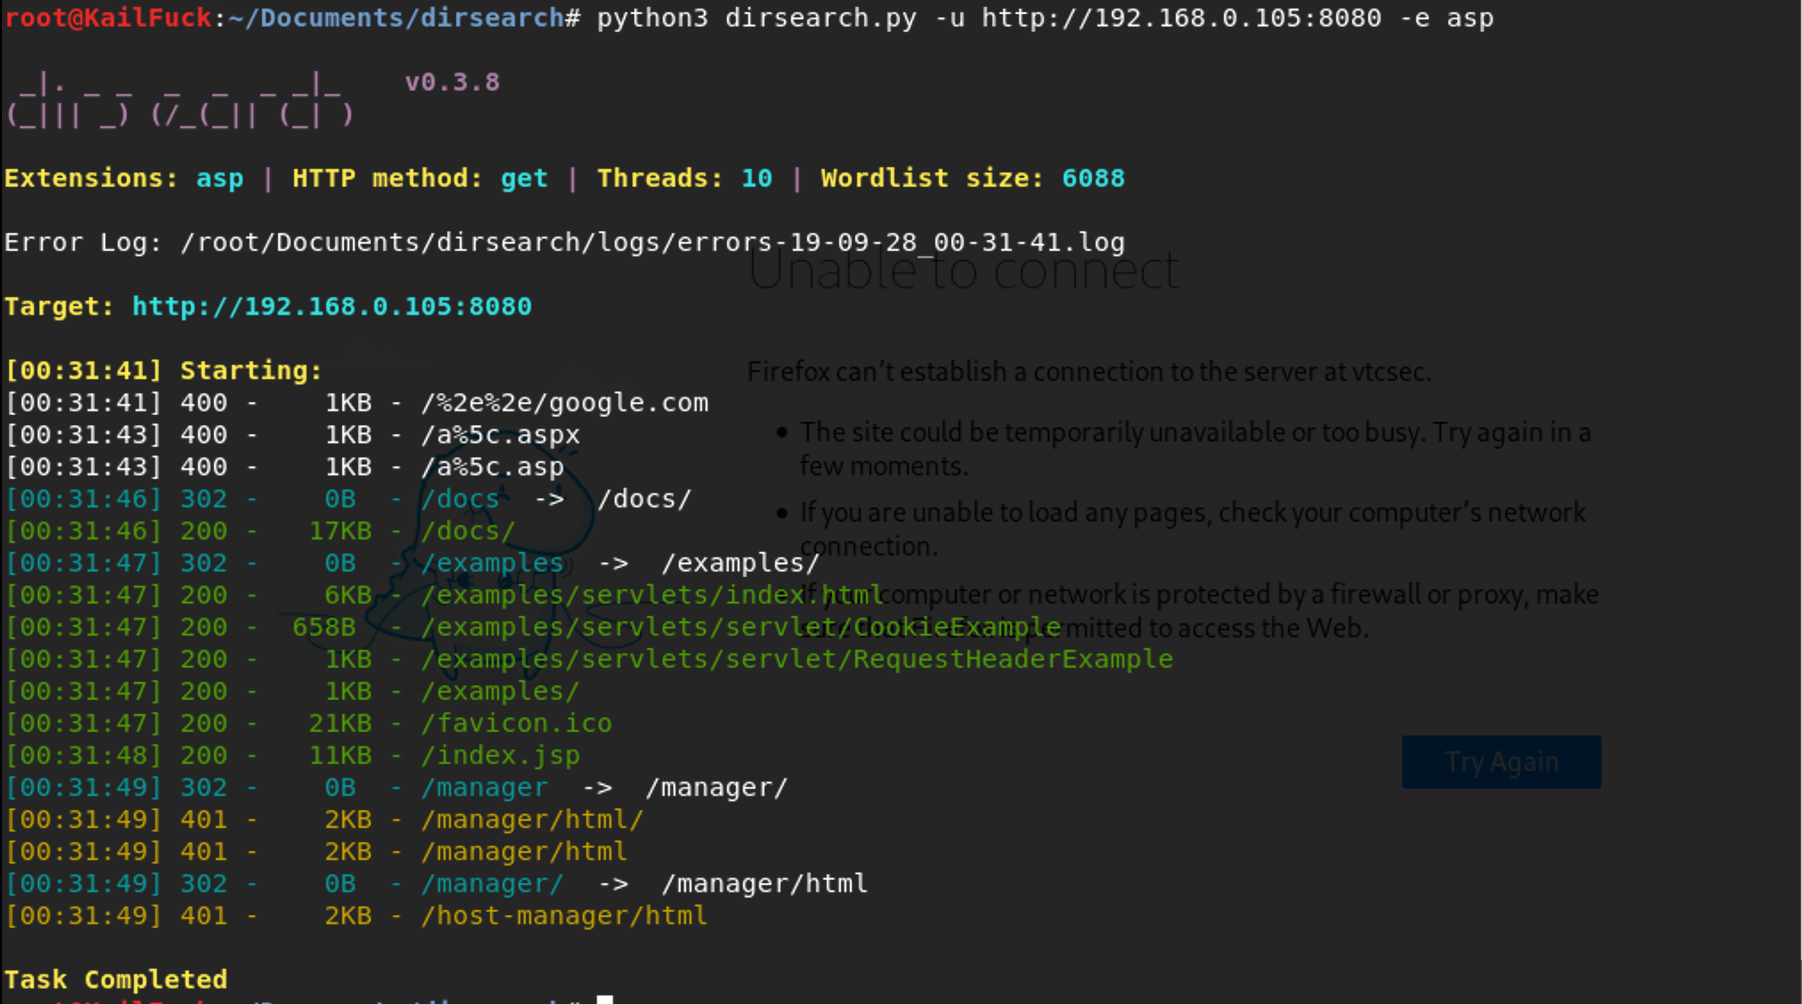 root@KailFuck:~/Documents/dirsearch# python3 dirsearch.py -u http://192.168.0.105:8080 -e asp
 _|. _ _  _  _  _ _|_    v0.3.8
(_||| _) (/_(_|| (_| )
Extensions: asp | HTTP method: get | Threads: 10 | Wordlist size: 6088
Error Log: /root/Documents/dirsearch/logs/errors-19-09-28_00-31-41.log
Unable to connect
Target: http://192.168.0.105:8080
Firefox can’t establish a connection to the server at vtcsec.
[00:31:41] Starting:
[00:31:41] 400 -    1KB - /%2e%2e/google.com
The site could be temporarily unavailable or too busy. Try again in a
few moments.
[00:31:43] 400 -    1KB - /a%5c.aspx
[00:31:43] 400 -    1KB - /a%5c.asp
[00:31:46] 302 -    0B  - /docs  ->  /docs/
If you are unable to load any pages, check your computer’s network
connection.
[00:31:46] 200 -   17KB - /docs/
[00:31:47] 302 -    0B  - /examples  ->  /examples/
[00:31:47] 200 -    6KB - /examples/servlets/index.html
computer or network is protected by a firewall or proxy, make
[00:31:47] 200 -  658B  - /examples/servlets/servlet/CookieExample
permitted to access the Web.
[00:31:47] 200 -    1KB - /examples/servlets/servlet/RequestHeaderExample
[00:31:47] 200 -    1KB - /examples/
[00:31:47] 200 -   21KB - /favicon.ico
[00:31:48] 200 -   11KB - /index.jsp
Try Again
[00:31:49] 302 -    0B  - /manager  ->  /manager/
[00:31:49] 401 -    2KB - /manager/html/
[00:31:49] 401 -    2KB - /manager/html
[00:31:49] 302 -    0B  - /manager/  ->  /manager/html
[00:31:49] 401 -    2KB - /host-manager/html
Task Completed